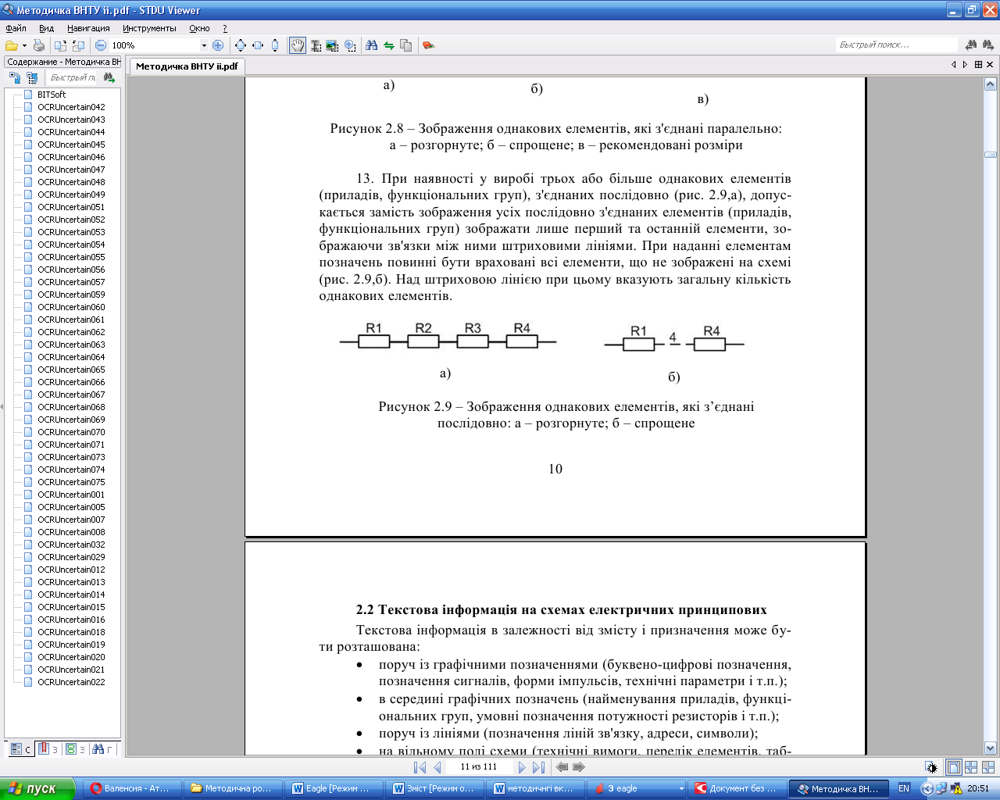 Методичка ВНТУ ii.pdf - STDU Viewer
Файл Вид Навигация Инструменты Окно ?
100%
Быстрый поиск...
Содержание - Методичка ВН
Методичка ВНТУ ii.pdf
Быстрый п
BITSoft
OCRUncertain042
OCRUncertain043
OCRUncertain044
OCRUncertain045
OCRUncertain046
OCRUncertain047
OCRUncertain048
OCRUncertain049
OCRUncertain051
OCRUncertain052
OCRUncertain053
OCRUncertain054
OCRUncertain055
OCRUncertain056
OCRUncertain057
OCRUncertain059
OCRUncertain060
OCRUncertain061
OCRUncertain062
OCRUncertain063
OCRUncertain064
OCRUncertain065
OCRUncertain066
OCRUncertain067
OCRUncertain068
OCRUncertain069
OCRUncertain070
OCRUncertain071
OCRUncertain073
OCRUncertain074
OCRUncertain075
OCRUncertain001
OCRUncertain005
OCRUncertain007
OCRUncertain008
OCRUncertain032
OCRUncertain029
OCRUncertain012
OCRUncertain013
OCRUncertain014
OCRUncertain015
OCRUncertain016
OCRUncertain018
OCRUncertain019
OCRUncertain020
OCRUncertain021
OCRUncertain022
С З Э Г
а) б) в)
Рисунок 2.8 – Зображення однакових елементів, які з'єднані паралельно:
а – розгорнуте; б – спрощене; в – рекомендовані розміри
13. При наявності у виробі трьох або більше однакових елементів
(приладів, функціональних груп), з'єднаних послідовно (рис. 2.9,а), допус-
кається замість зображення усіх послідовно з'єднаних елементів (приладів,
функціональних груп) зображати лише перший та останній елементи, зо-
бражаючи зв'язки між ними штриховими лініями. При наданні елементам
позначень повинні бути враховані всі елементи, що не зображені на схемі
(рис. 2.9,б). Над штриховою лінією при цьому вказують загальну кількість
однакових елементів.
R1 R2 R3 R4 R1 4 R4
а) б)
Рисунок 2.9 – Зображення однакових елементів, які з’єднані
послідовно: а – розгорнуте; б – спрощене
10
2.2 Текстова інформація на схемах електричних принципових
Текстова інформація в залежності від змісту і призначення може бу-
ти розташована:
• поруч із графічними позначеннями (буквено-цифрові позначення,
позначення сигналів, форми імпульсів, технічні параметри і т.п.);
• в середині графічних позначень (найменування приладів, функці-
ональних груп, умовні позначення потужності резисторів і т.п.);
• поруч із лініями (позначення ліній зв'язку, адреси, символи);
• на вільному полі схеми (технічні вимоги, перелік елементів, таб-
11 из 111
пуск Валенсия - Ат... Методична ро... Eagle [Режим ... Зміст [Режим о... методичнгі вк... 3 eagle Документ без ... Методичка ВН... EN 20:51